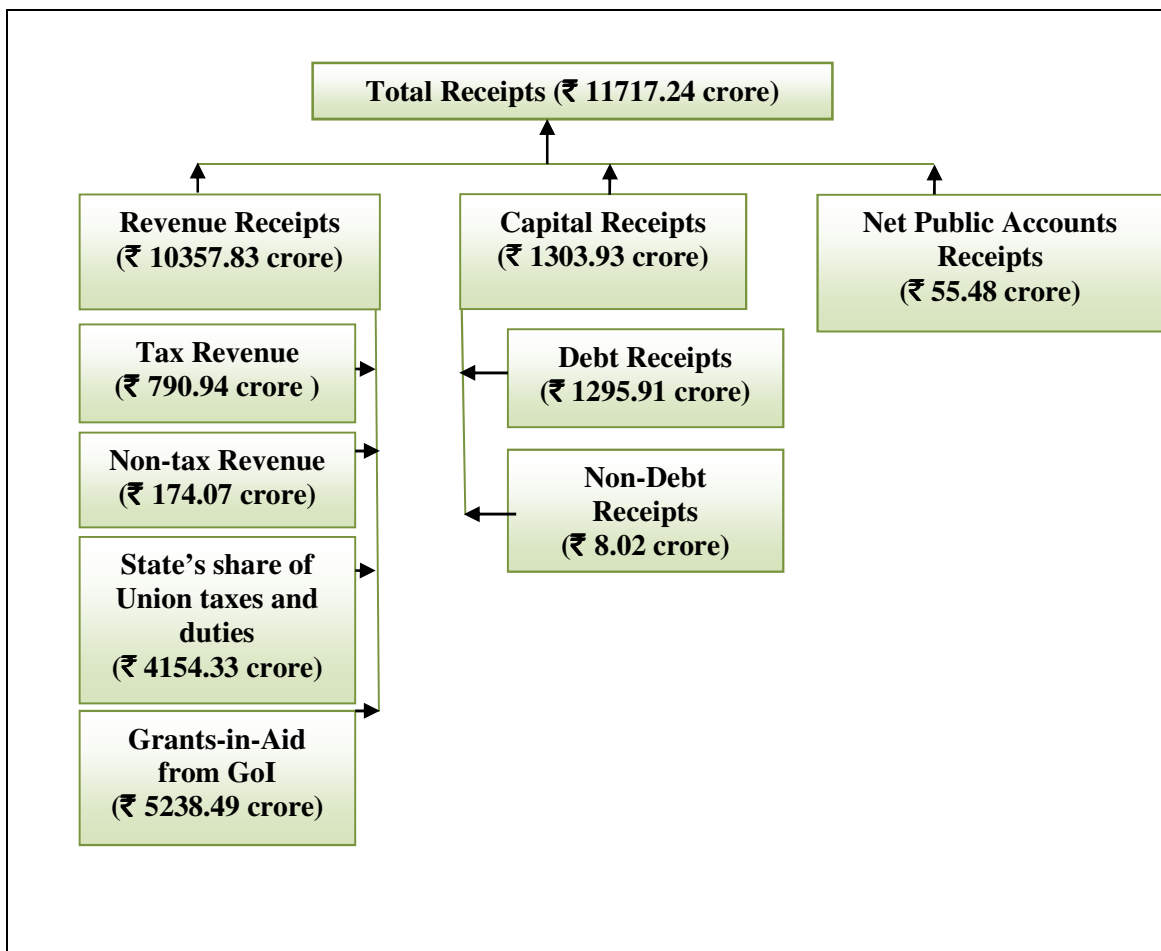 Total Receipts (₹ 11717.24 crore)
Revenue Receipts
(₹ 10357.83 crore)
Capital Receipts
(₹ 1303.93 crore)
Net Public Accounts
Receipts
(₹ 55.48 crore)
Tax Revenue
(₹ 790.94 crore )
Non-tax Revenue
(₹ 174.07 crore)
State’s share of
Union taxes and
duties
(₹ 4154.33 crore)
Grants-in-Aid
from GoI
(₹ 5238.49 crore)
Debt Receipts
(₹ 1295.91 crore)
Non-Debt
Receipts
(₹ 8.02 crore)